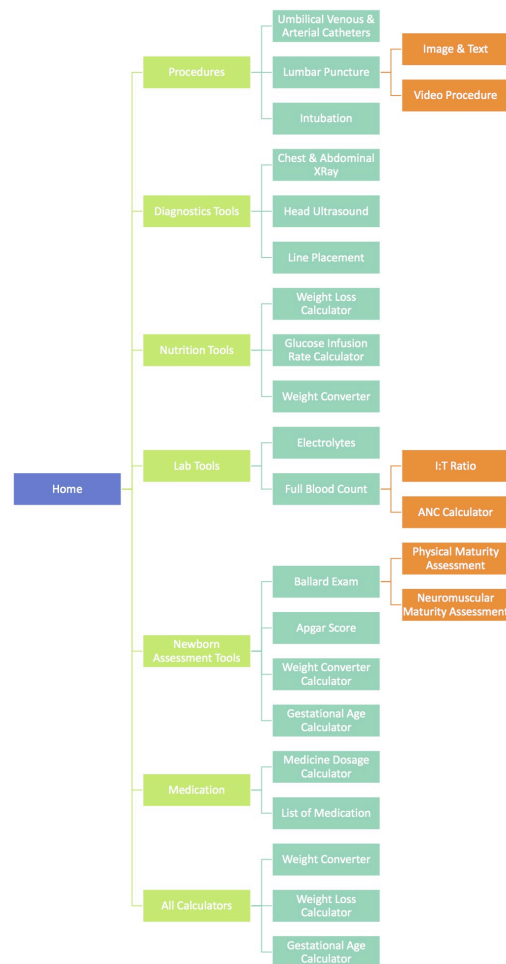 Home
Procedures
Umbilical Venous &
Arterial Catheters
Lumbar Puncture
Image & Text
Video Procedure
Intubation
Diagnostics Tools
Chest & Abdominal
XRay
Head Ultrasound
Line Placement
Nutrition Tools
Weight Loss
Calculator
Glucose Infusion
Rate Calculator
Weight Converter
Lab Tools
Electrolytes
Full Blood Count
I:T Ratio
ANC Calculator
Newborn
Assessment Tools
Ballard Exam
Physical Maturity
Assessment
Neuromuscular
Maturity Assessment
Apgar Score
Weight Converter
Calculator
Gestational Age
Calculator
Medication
Medicine Dosage
Calculator
List of Medication
All Calculators
Weight Converter
Weight Loss
Calculator
Gestational Age
Calculator